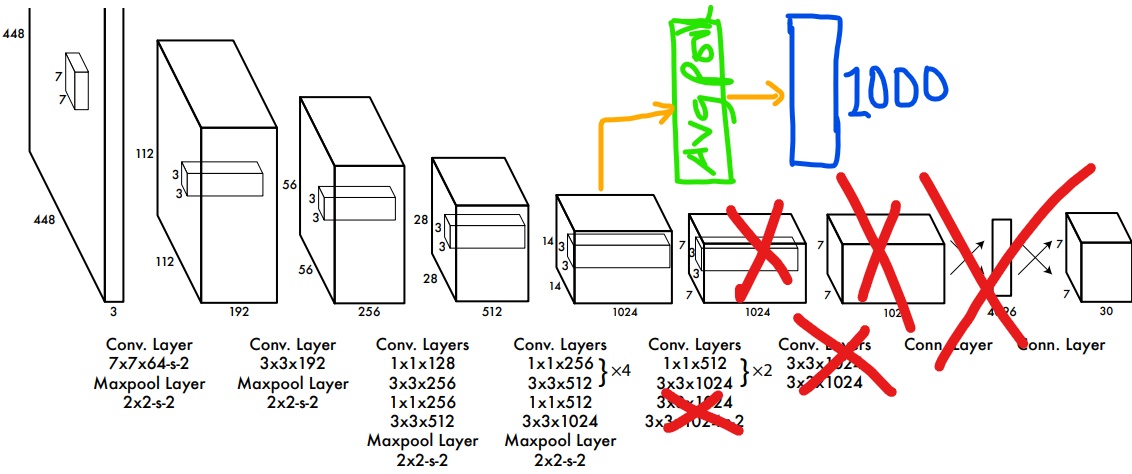 448
7
7
448
3
112
3
3
112
192
56
3
3
56
256
28
3
3
28
512
14
3
3
14
1024
Avg pool
1000
7
3
3
7
1024
7
7
7
7
30
Conv. Layer
7x7x64-s-2
Maxpool Layer
2x2-s-2
Conv. Layer
3x3x192
Maxpool Layer
2x2-s-2
Conv. Layers
1x1x128
3x3x256
1x1x256
3x3x512
Maxpool Layer
2x2-s-2
Conv. Layers
1x1x256
3x3x512
}×4
1x1x512
3x3x1024
Maxpool Layer
2x2-s-2
Conv. Layers
1x1x512
3x3x1024
}×2
3x3x1024
3x3x1024-s-2
Conv. Layers
3x3x1024
3x3x1024
Conn. Layer
Conn. Layer